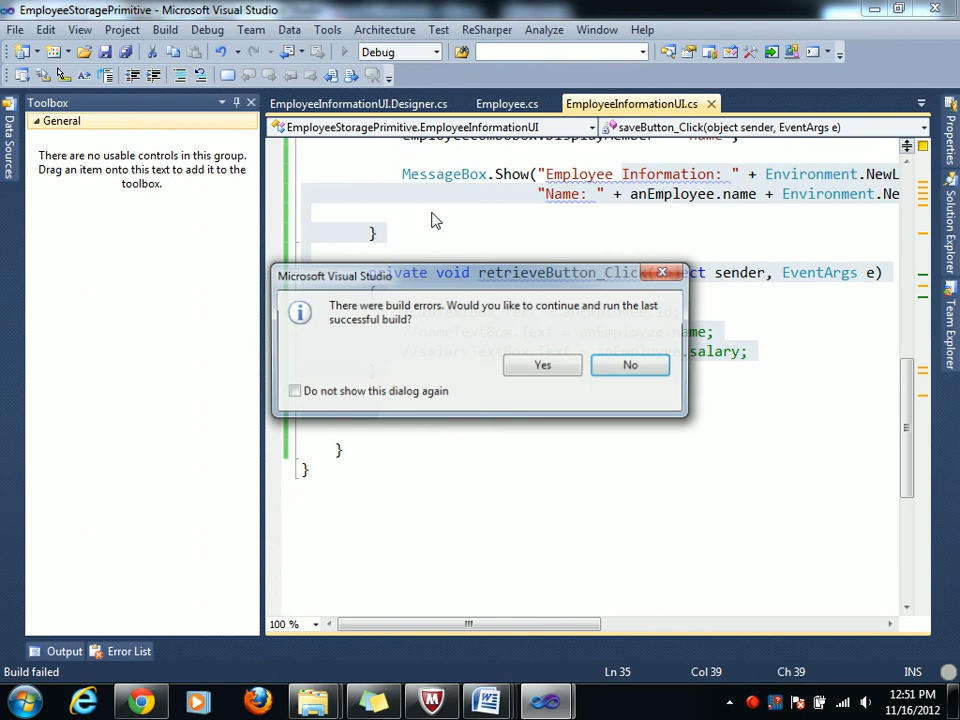 EmployeeStoragePrimitive - Microsoft Visual Studio
File Edit View Project Build Debug Team Data Tools Architecture Test ReSharper Analyze Window Help
Debug
Toolbox
EmployeeInformationUI.Designer.cs Employee.cs EmployeeInformationUI.cs
General
EmployeeStoragePrimitive.EmployeeInformationUI saveButton_Click(object sender, EventArgs e)
There are no usable controls in this group.
Drag an item onto this text to add it to the
toolbox.
MessageBox.Show("Employee Information: " + Environment.NewL
"Name: " + anEmployee.name + Environment.Ne
}
Microsoft Visual Studio
private void retrieveButton_Click(object sender, EventArgs e)
{
There were build errors. Would you like to continue and run the last
successful build?
Yes No
salary;
Do not show this dialog again
}
}
100 %
Output Error List
Build failed Ln 35 Col 39 Ch 39 INS
12:51 PM
11/16/2012
Data Sources
Properties
Solution Explorer
Team Explorer